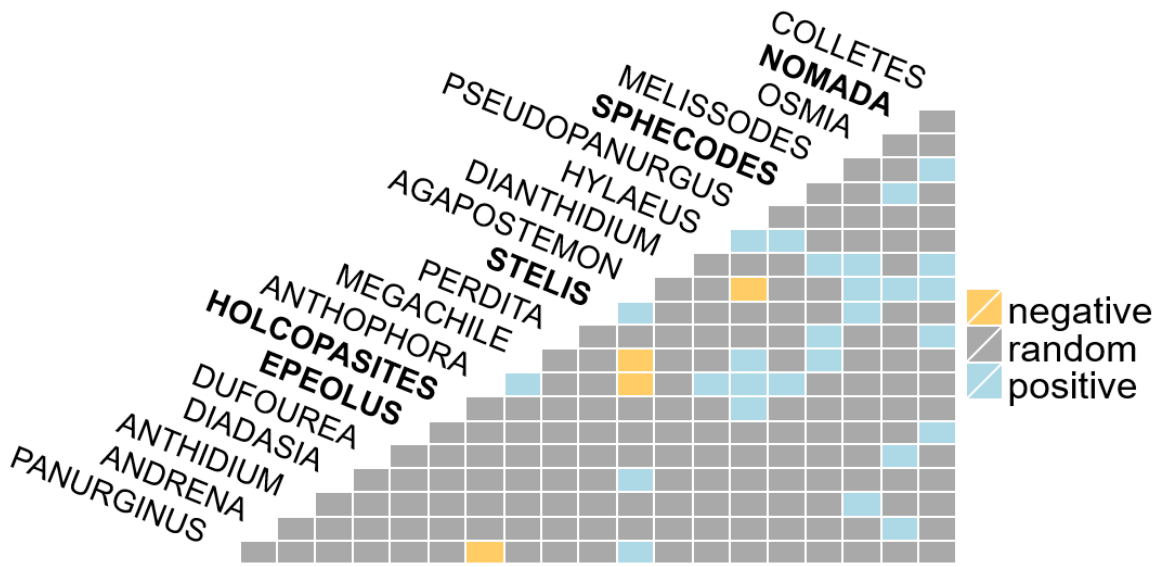 COLLETES
NOMADA
OSMIA
MELISSODES
SPHECODES
PSEUDOPANURGUS
HYLAEUS
DIANTHIDIUM
AGAPOSTEMON
STELIS
PERDITA
MEGACHILE
ANTHOPHORA
HOLCOPASITES
EPEOLUS
DUFOUREA
DIADASIA
ANTHIDIUM
ANDRENA
PANURGINUS
negative
random
positive